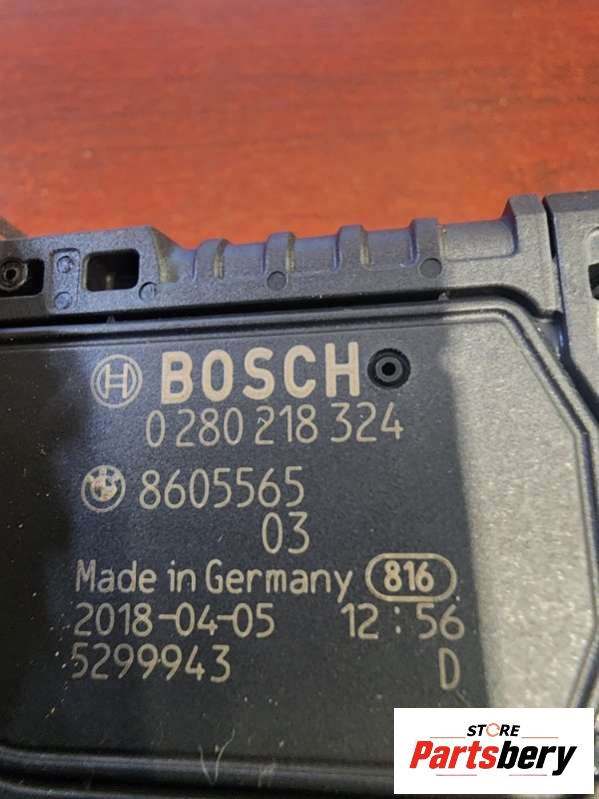 BOSCH
0 280 218 324
8605565
03
Made in Germany 816
2018-04-05 12:56
5299943 D
STORE
Partsbery